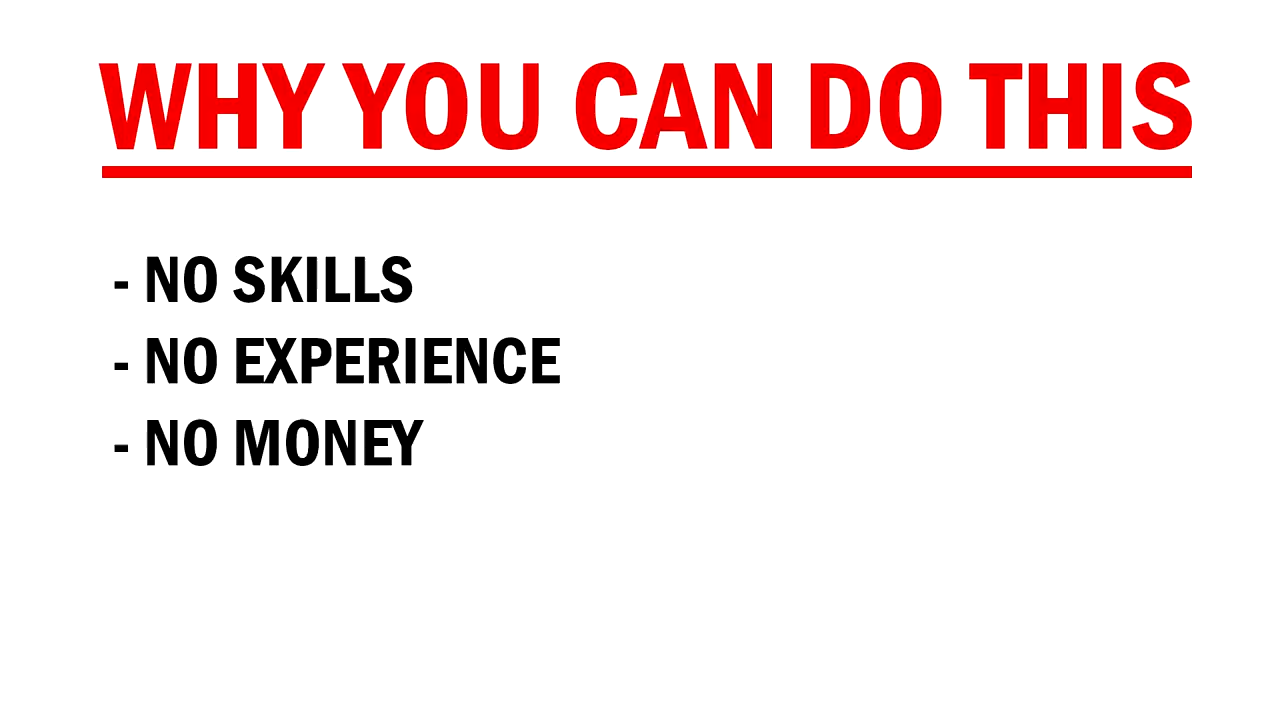 WHY YOU CAN DO THIS
- NO SKILLS
- NO EXPERIENCE
- NO MONEY